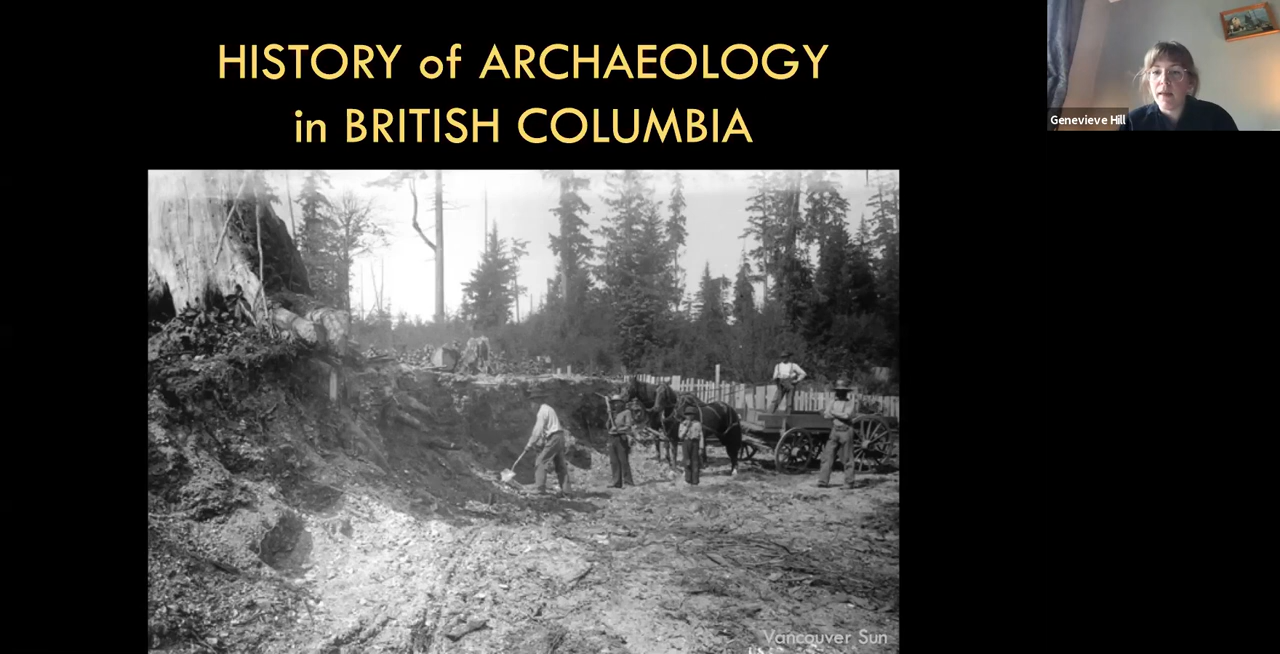 HISTORY of ARCHAEOLOGY
in BRITISH COLUMBIA
Genevieve Hill
Vancouver Sun